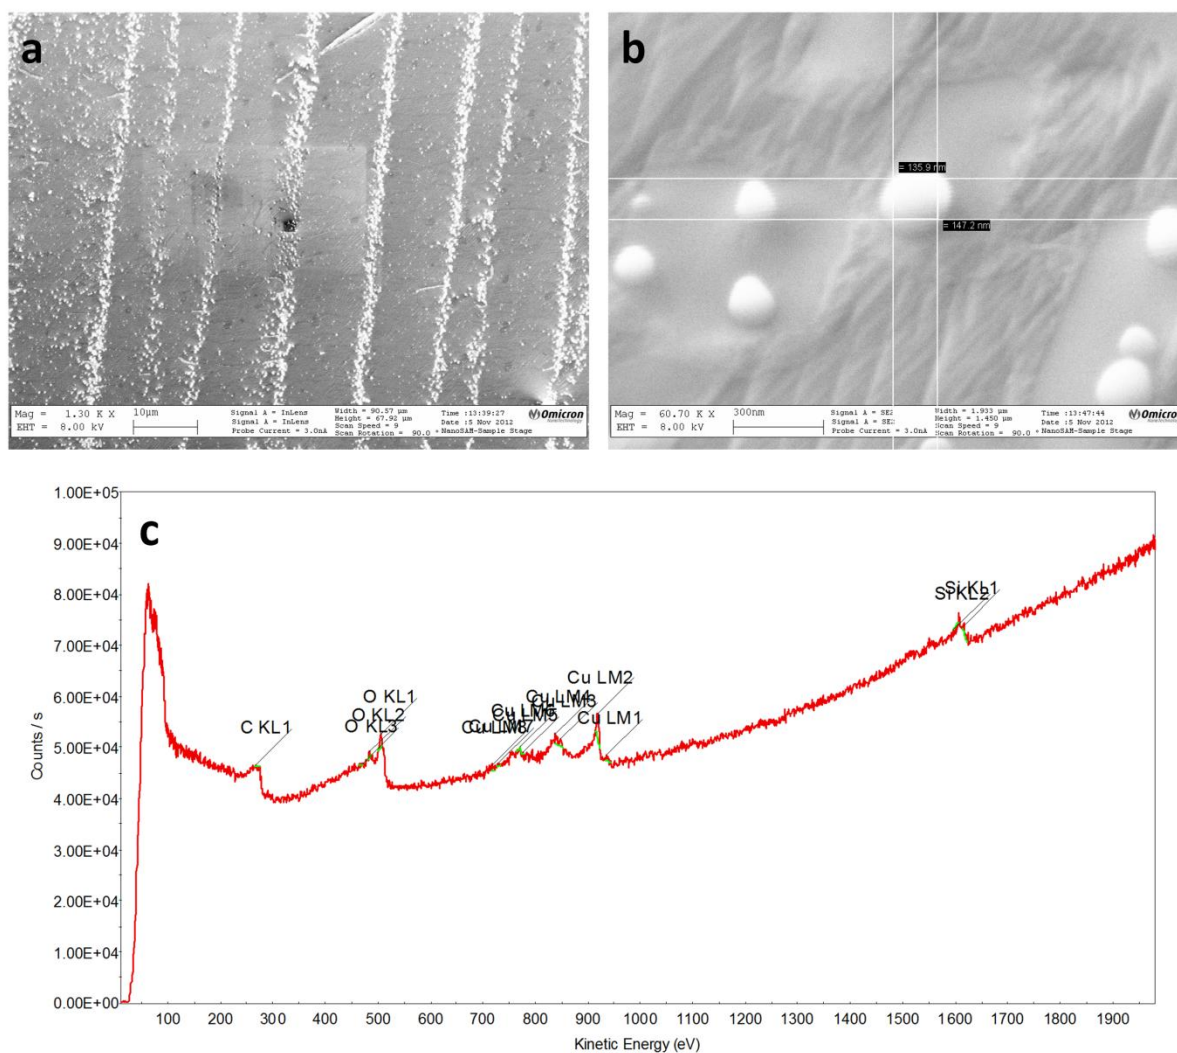 a
Mag = 1.30 K X
EHT = 8.00 kV
10µm
Signal A = InLens
Signal A = InLens
Probe Current = 3.0nA
Width = 90.57 µm
Height = 67.92 µm
Scan Speed = 9
Scan Rotation = 90.0 °
Time :13:39:27
Date :5 Nov 2012
NanoSAM-Sample Stage
Omicron
b
= 135.9 nm
= 147.2 nm
Mag = 60.70 K X
EHT = 8.00 kV
300nm
Signal A = SE2
Signal A = SE2
Probe Current = 3.0nA
Width = 1.933 µm
Height = 1.450 µm
Scan Speed = 9
Scan Rotation = 90.0 °
Time :13:47:44
Date :5 Nov 2012
NanoSAM-Sample Stage
Omicron
c
1.00E+05
9.00E+04
8.00E+04
7.00E+04
6.00E+04
5.00E+04
4.00E+04
3.00E+04
2.00E+04
1.00E+04
0.00E+00
Counts / s
C KL1
O KL1
O KL2
O KL3
Cu LM4
Cu LM3
Cu LM5
Cu LM2
Cu LM1
Si KL1
Si KL2
100 200 300 400 500 600 700 800 900 1000 1100 1200 1300 1400 1500 1600 1700 1800 1900
Kinetic Energy (eV)